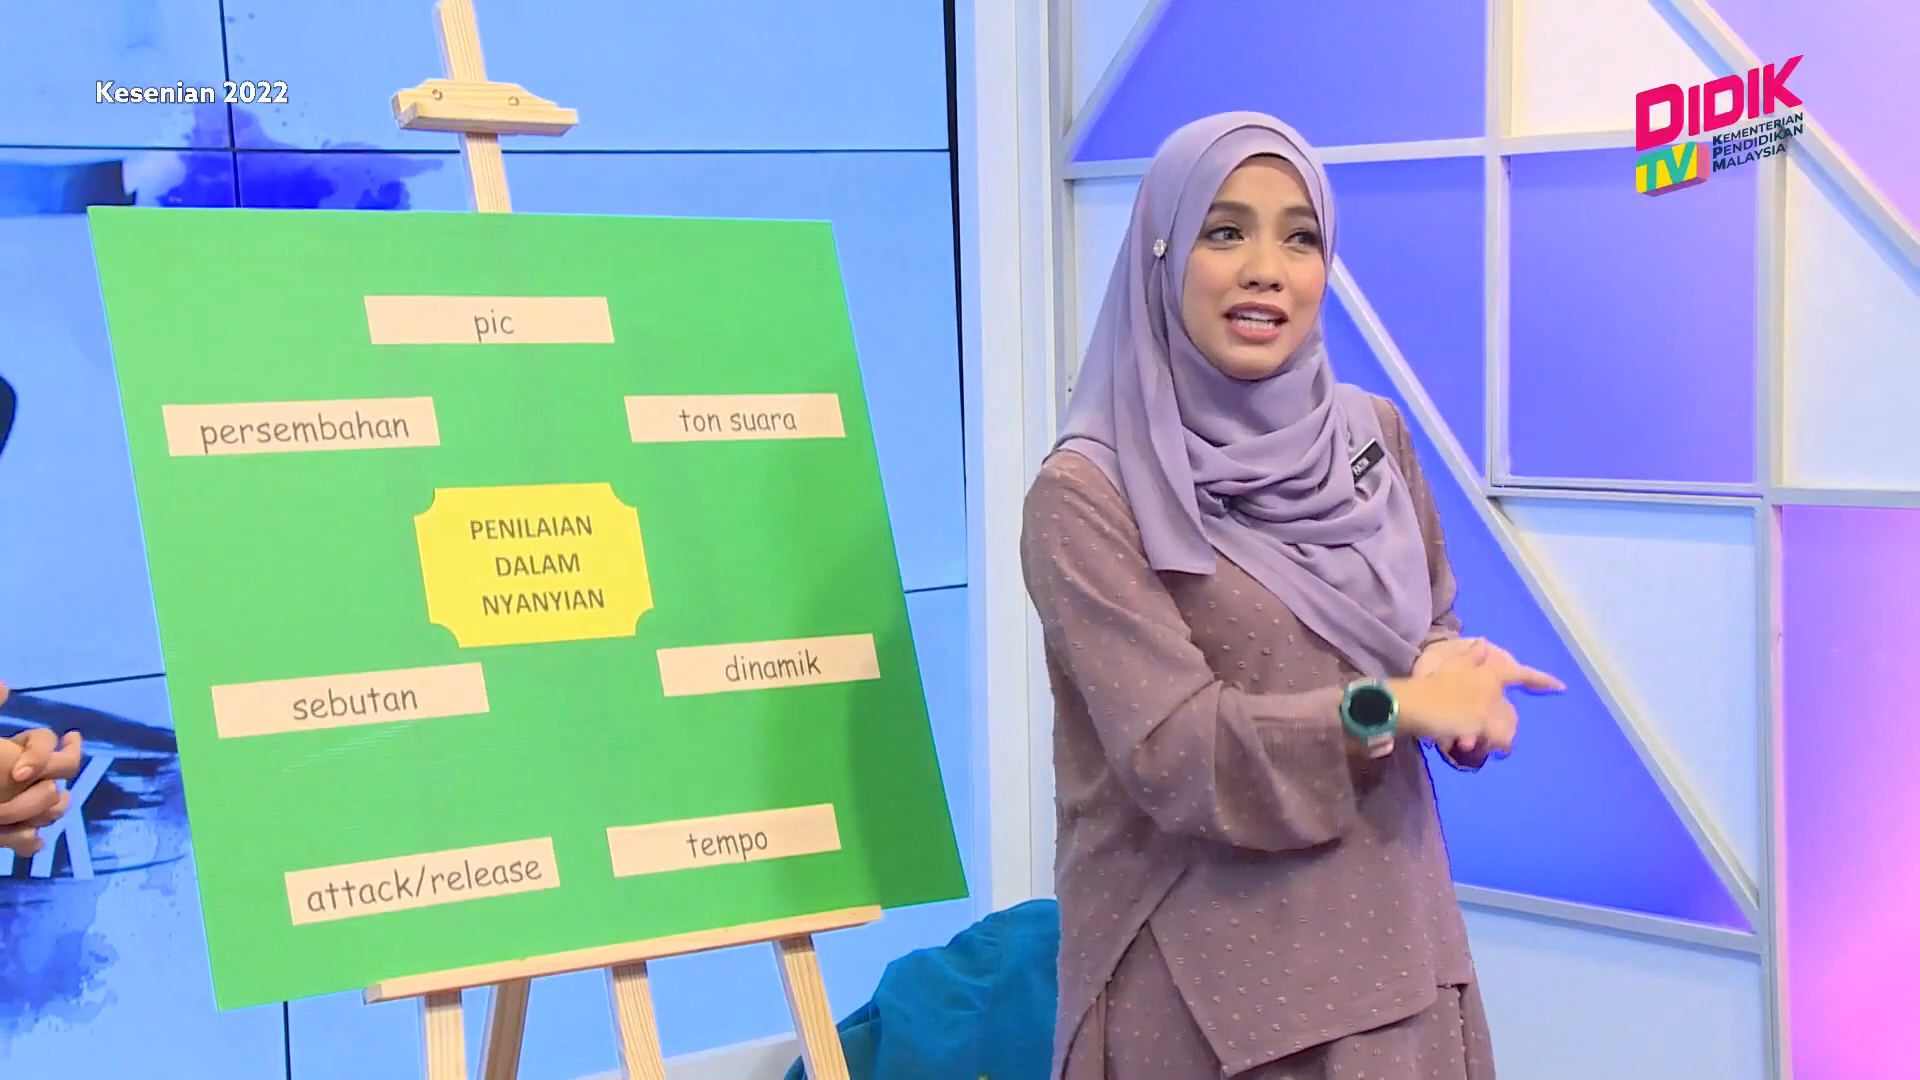 Kesenian 2022
DIDIK
TV
KEMENTERIAN
PENDIDIKAN
MALAYSIA
pic
persembahan
ton suara
PENILAIAN
DALAM
NYANYIAN
sebutan
dinamik
attack/release
tempo